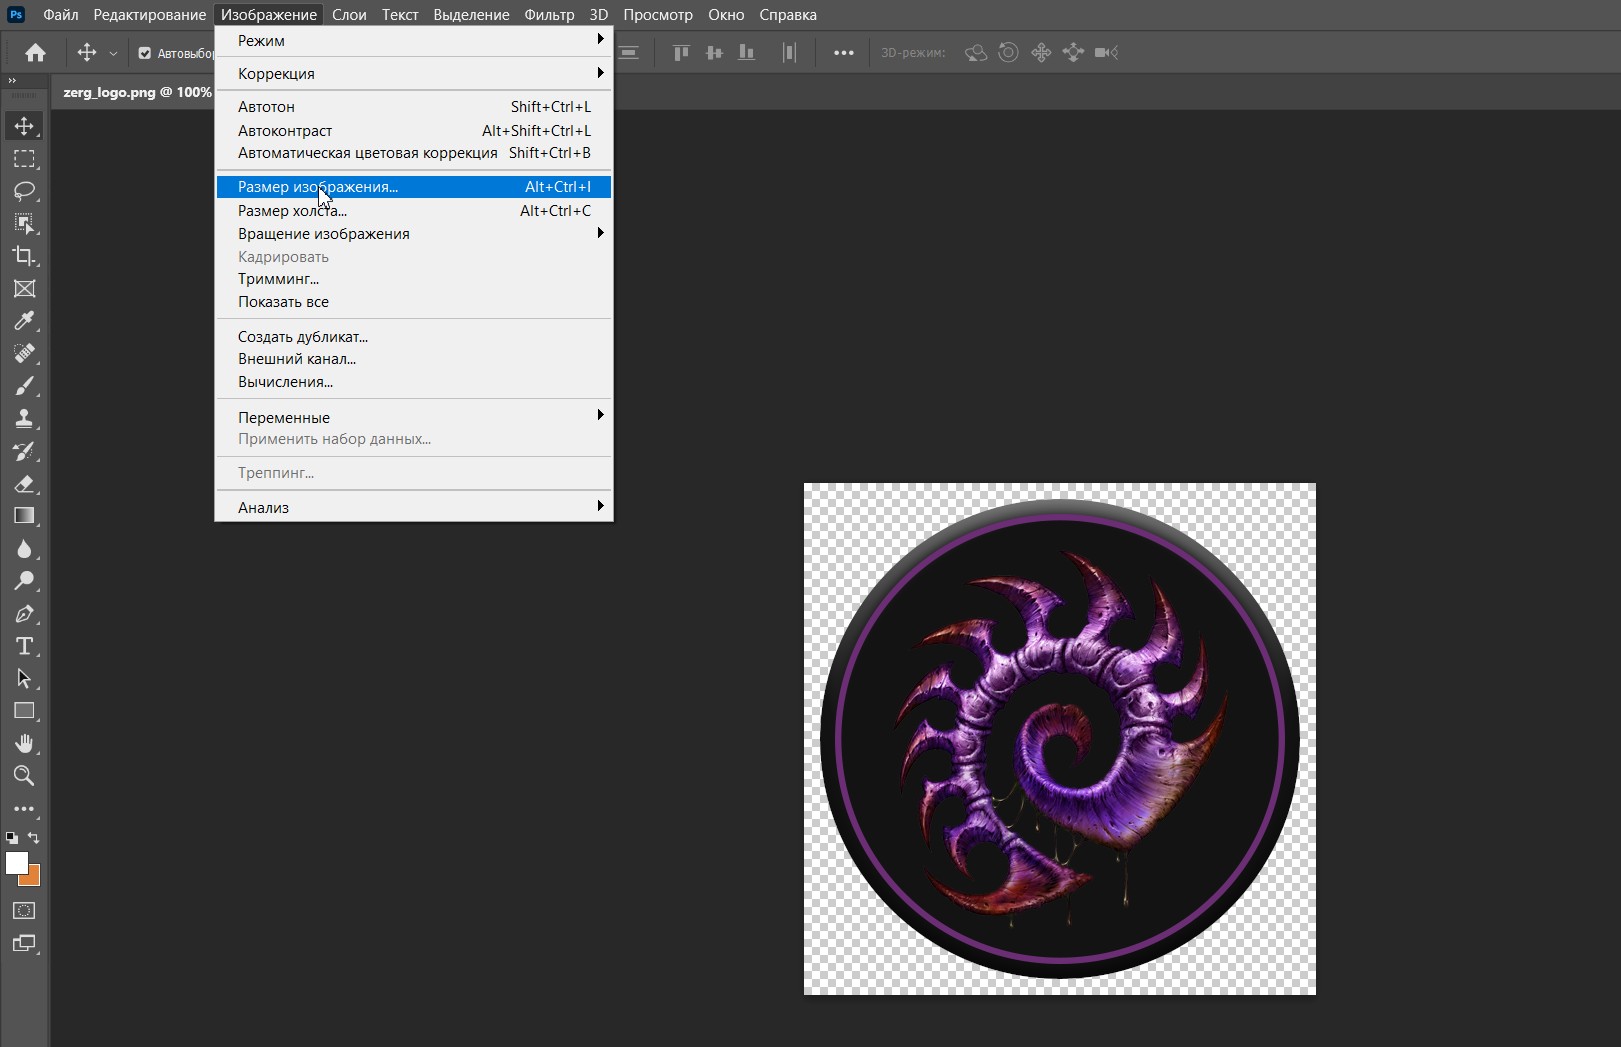 Ps Файл Редактирование Изображение Слои Текст Выделение Фильтр 3D Просмотр Окно Справка
Автовыбор 3D-режим:
zerg_logo.png @ 100%
Режим
Коррекция
Автотон Shift+Ctrl+L
Автоконтраст Alt+Shift+Ctrl+L
Автоматическая цветовая коррекция Shift+Ctrl+B
Размер изображения... Alt+Ctrl+I
Размер холста... Alt+Ctrl+C
Вращение изображения
Кадрировать
Тримминг...
Показать все
Создать дубликат...
Внешний канал...
Вычисления...
Переменные
Применить набор данных...
Треппинг...
Анализ